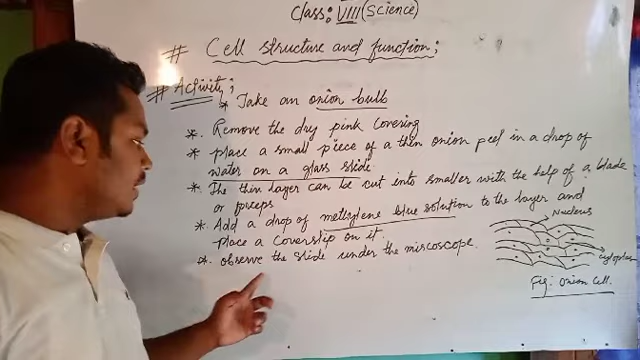 Class: VIII (Science)
# Cell structure and function;
# Activity;
* Take an onion bulb
*. Remove the dry pink covering
* place a small piece of a thin onion peel in a drop of
water on a glass slide.
* The thin layer can be cut into smaller with the help of a blade
or forceps
* Add a drop of methylene blue solution to the layer and
place a coverslip on it.
*. observe the slide under the miscoscope.
Nucleus
cytoplasm
Fig: Onion Cell.